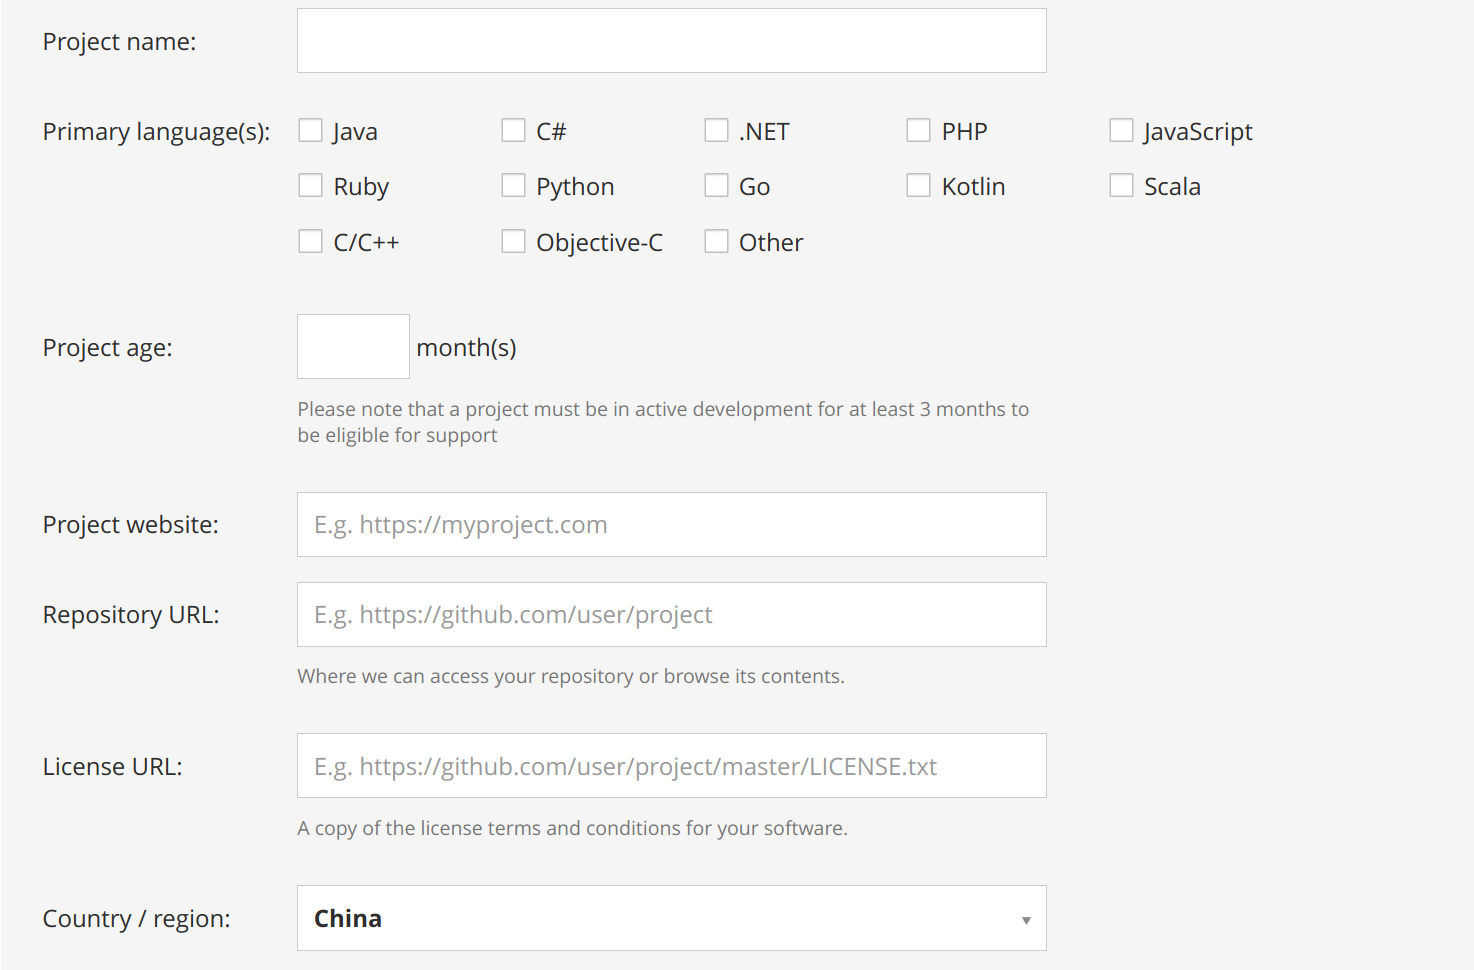 Project name:
Primary language(s): Java C# .NET PHP JavaScript
Ruby Python Go Kotlin Scala
C/C++ Objective-C Other
Project age: month(s)
Please note that a project must be in active development for at least 3 months to
be eligible for support
Project website: E.g. https://myproject.com
Repository URL: E.g. https://github.com/user/project
Where we can access your repository or browse its contents.
License URL: E.g. https://github.com/user/project/master/LICENSE.txt
A copy of the license terms and conditions for your software.
Country / region: China